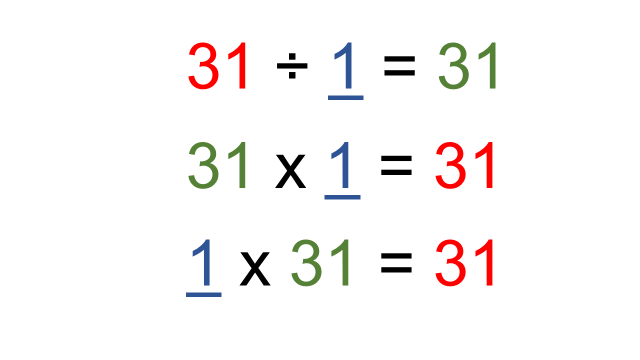 31 ÷ 1 = 31
31 x 1 = 31
1 x 31 = 31